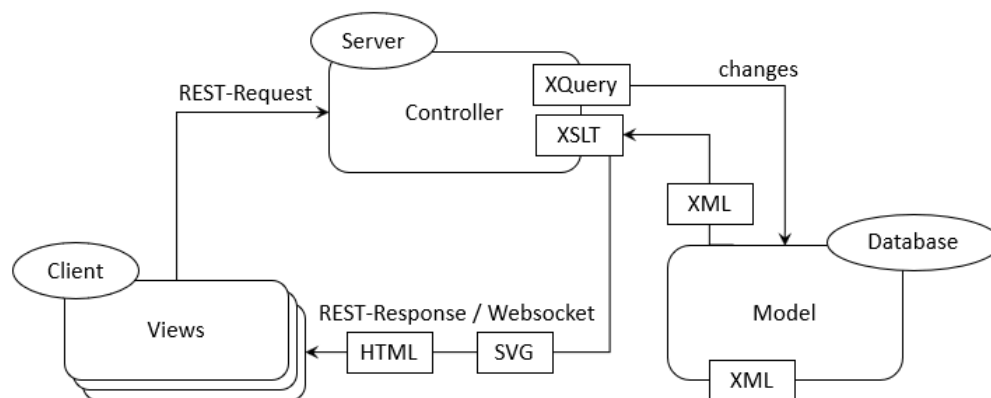 Server
changes
XQuery
REST-Request
Controller
XSLT
XML
Database
Client
REST-Response / Websocket
Model
Views
HTML
SVG
XML